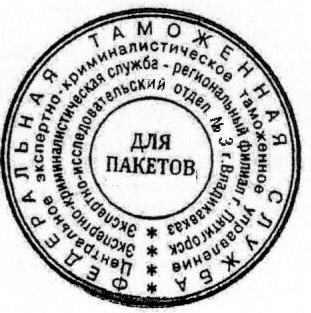 ФЕДЕРАЛЬНАЯ ТАМОЖЕННАЯ СЛУЖБА
* Центральное экспертно-криминалистическое таможенное управление
* Экспертно-криминалистическая служба - региональный филиал г. Пятигорск
* Экспертно-исследовательский отдел № 3 г. Владикавказ
ДЛЯ
ПАКЕТОВ